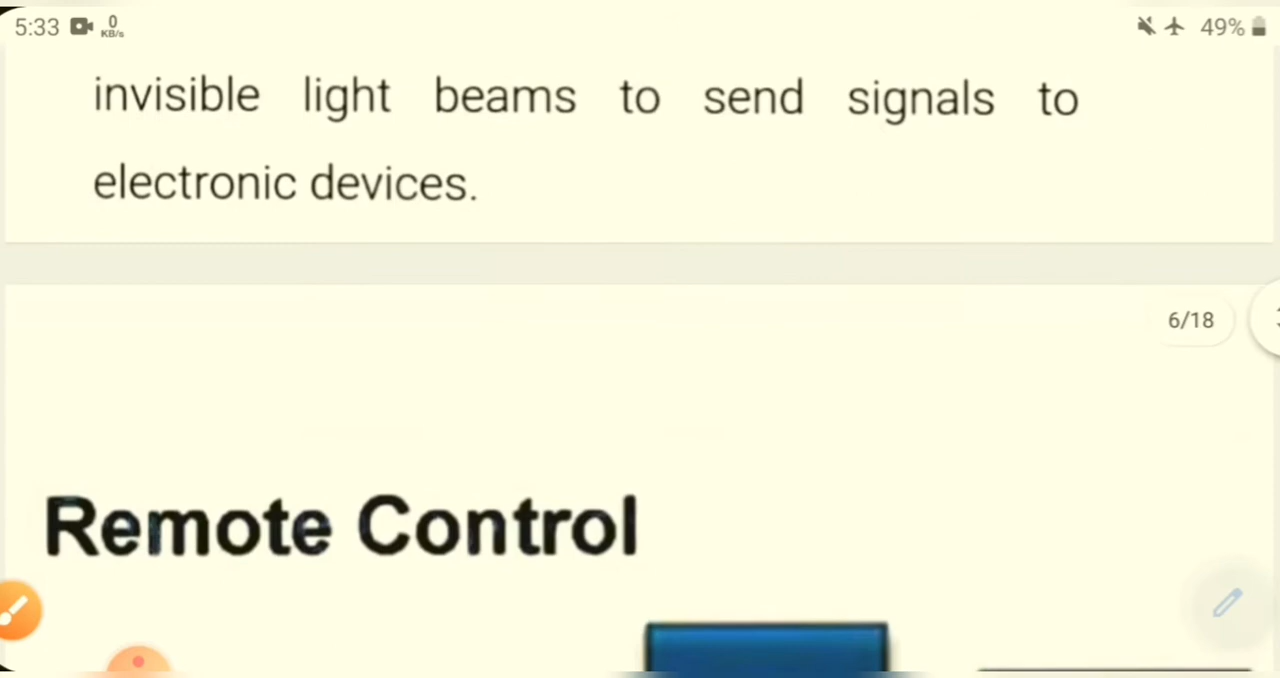 5:33 0 KB/s 49%
invisible light beams to send signals to
electronic devices.
6/18
Remote Control